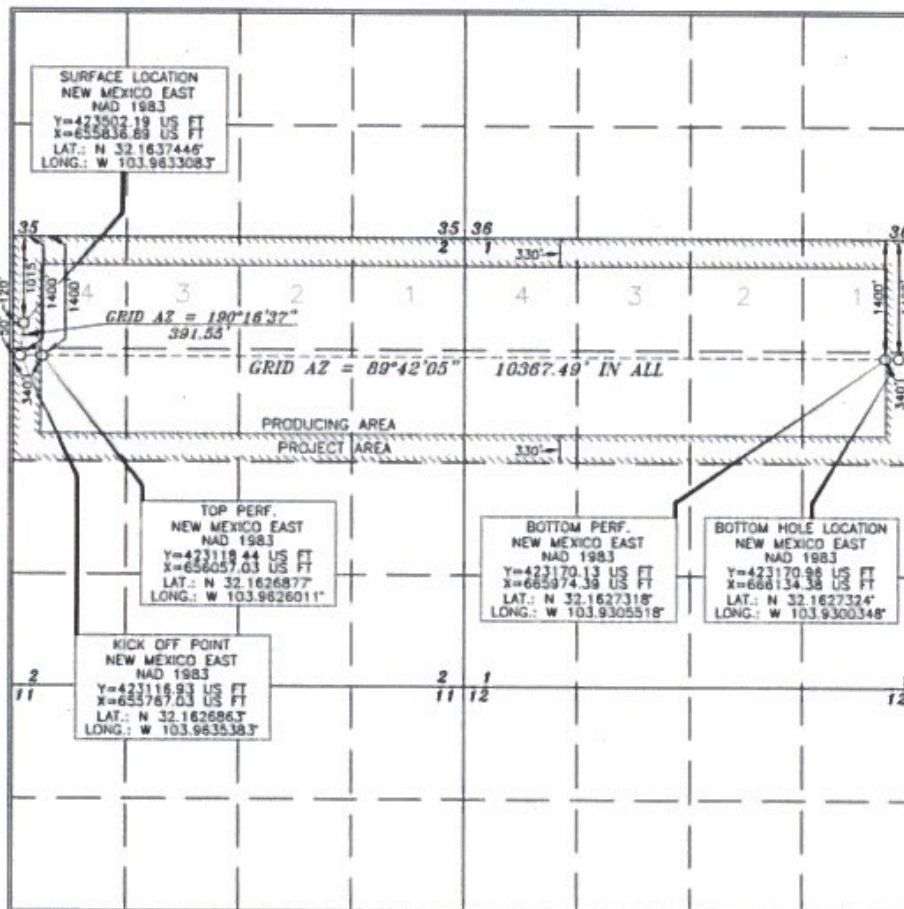 SURFACE LOCATION
NEW MEXICO EAST
NAD 1983
Y=423502.19 US FT
X=655836.89 US FT
LAT.: N 32.1637446°
LONG.: W 103.9633083°
35
35 36
2 1
330'
1015'
1400'
1400'
120'
4 3 2 1 4 3 2 1
1400'
GRID AZ = 190°16'37"
391.55'
GRID AZ = 89°42'05" 10367.49' IN ALL
340'
340'
PRODUCING AREA
PROJECT AREA
330'
TOP PERF.
NEW MEXICO EAST
NAD 1983
Y=423118.44 US FT
X=656057.03 US FT
LAT.: N 32.1626877°
LONG.: W 103.9626011°
BOTTOM PERF.
NEW MEXICO EAST
NAD 1983
Y=423170.13 US FT
X=665974.39 US FT
LAT.: N 32.1627318°
LONG.: W 103.9305518°
BOTTOM HOLE LOCATION
NEW MEXICO EAST
NAD 1983
Y=423170.96 US FT
X=666134.38 US FT
LAT.: N 32.1627324°
LONG.: W 103.9300348°
KICK OFF POINT
NEW MEXICO EAST
NAD 1983
Y=423116.93 US FT
X=655767.03 US FT
LAT.: N 32.1626863°
LONG.: W 103.9635383°
2
11
2 1
11 12
12